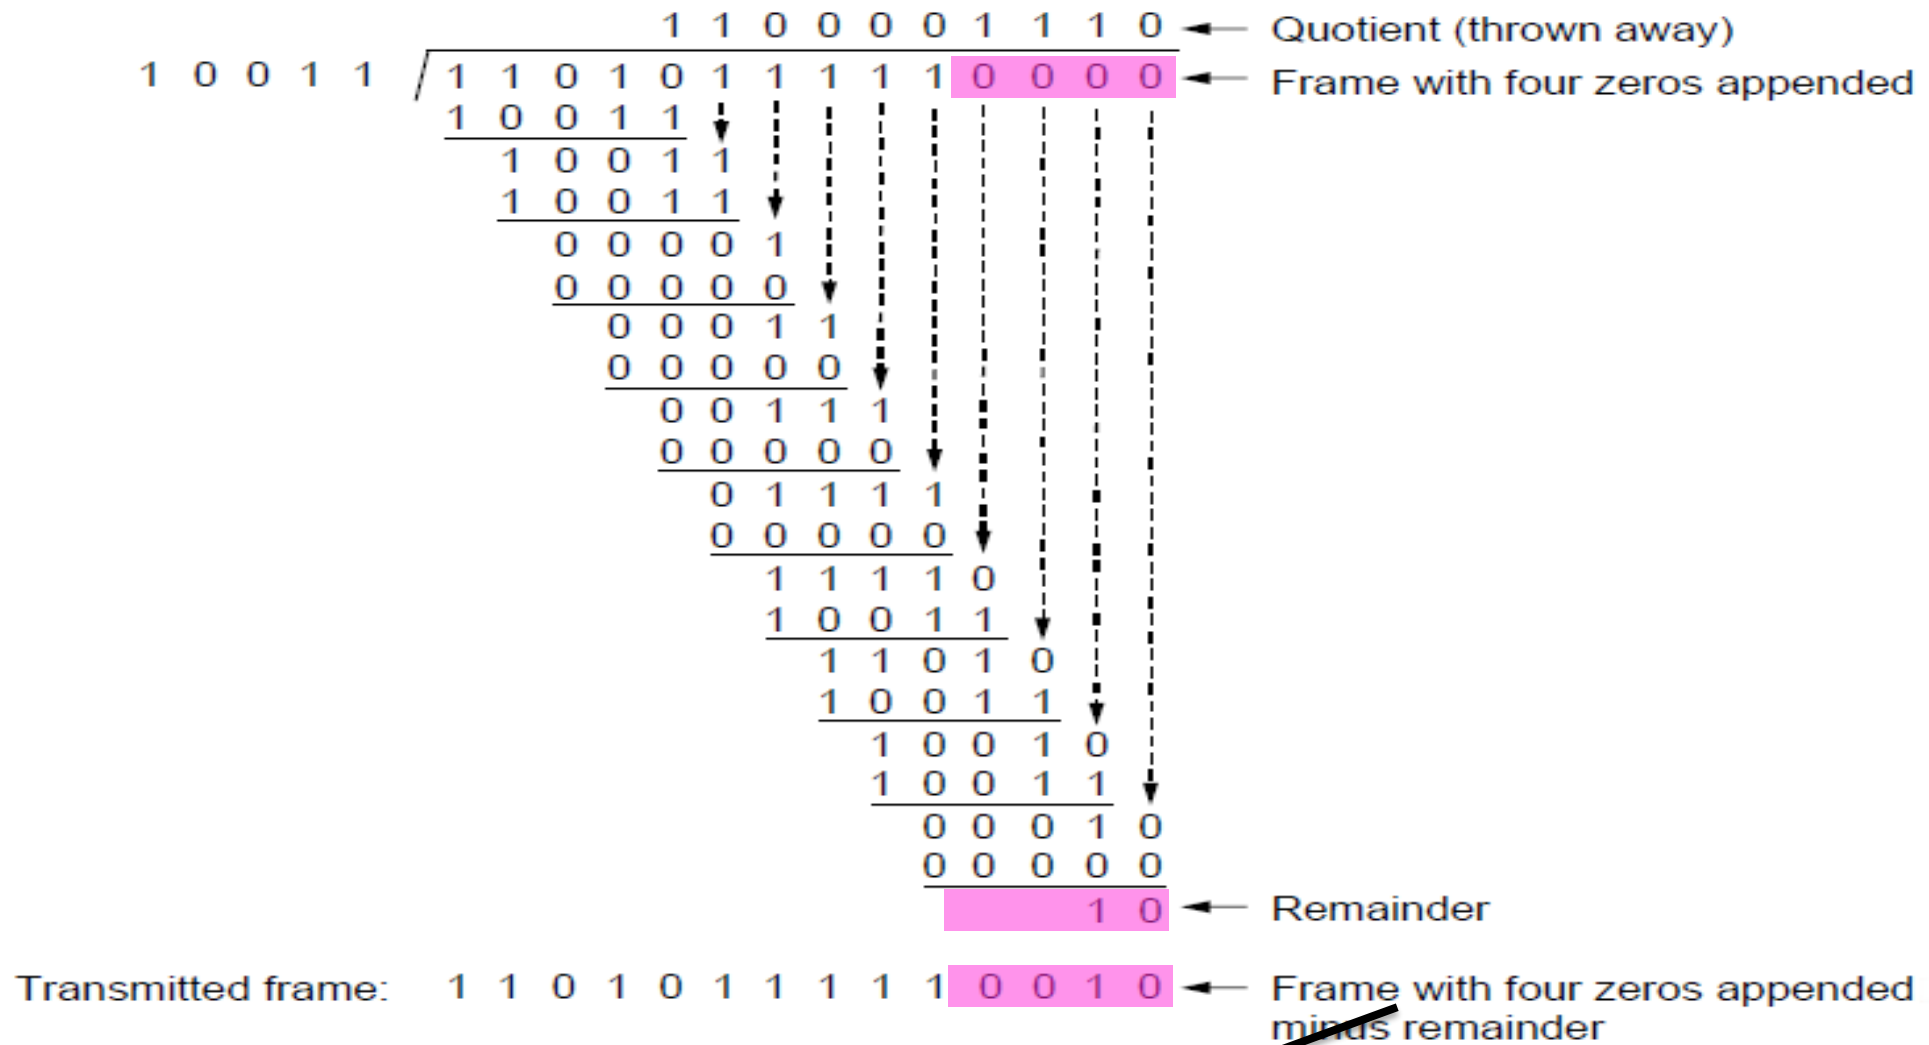 1 1 0 0 0 0 1 1 1 0 Quotient (thrown away)
1 0 0 1 1 1 1 0 1 0 1 1 1 1 1 0 0 0 0 Frame with four zeros appended
1 0 0 1 1
1 0 0 1 1
1 0 0 1 1
0 0 0 0 1
0 0 0 0 0
0 0 0 1 1
0 0 0 0 0
0 0 1 1 1
0 0 0 0 0
0 1 1 1 1
0 0 0 0 0
1 1 1 1 0
1 0 0 1 1
1 1 0 1 0
1 0 0 1 1
1 0 0 1 0
1 0 0 1 1
0 0 0 1 0
0 0 0 0 0
1 0 Remainder
Transmitted frame: 1 1 0 1 0 1 1 1 1 1 0 0 1 0 Frame with four zeros appended
minus remainder